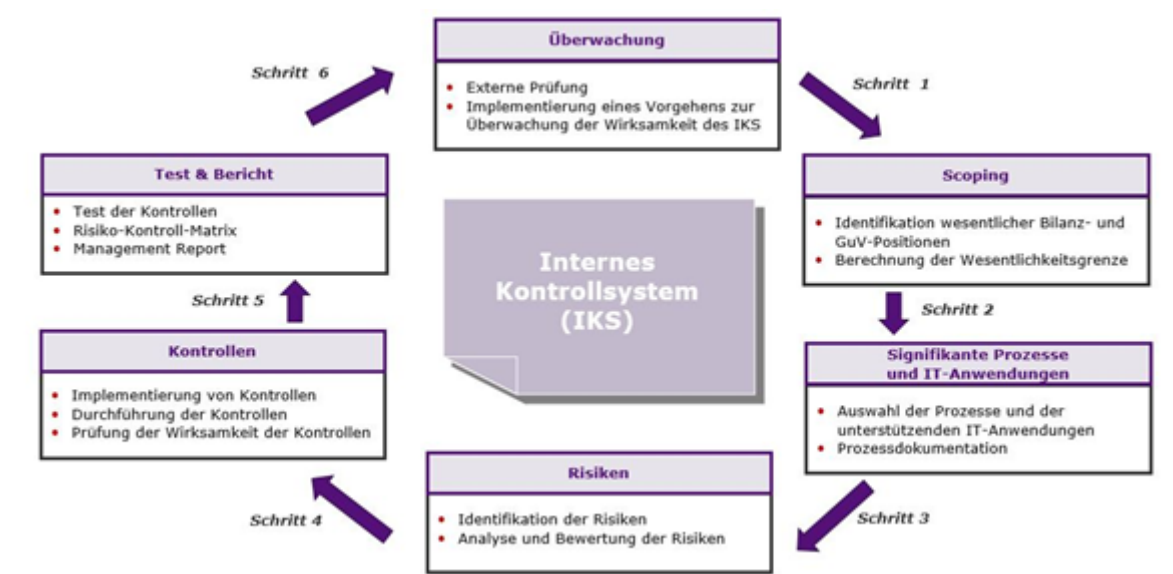 Überwachung
• Externe Prüfung
• Implementierung eines Vorgehens zur
Überwachung der Wirksamkeit des IKS
Schritt 1
Scoping
• Identifikation wesentlicher Bilanz- und
GuV-Positionen
• Berechnung der Wesentlichkeitsgrenze
Schritt 2
Signifikante Prozesse
und IT-Anwendungen
• Auswahl der Prozesse und der
unterstützenden IT-Anwendungen
• Prozessdokumentation
Schritt 3
Risiken
• Identifikation der Risiken
• Analyse und Bewertung der Risiken
Schritt 4
Kontrollen
• Implementierung von Kontrollen
• Durchführung der Kontrollen
• Prüfung der Wirksamkeit der Kontrollen
Schritt 5
Test & Bericht
• Test der Kontrollen
• Risiko-Kontroll-Matrix
• Management Report
Schritt 6
Internes
Kontrollsystem
(IKS)